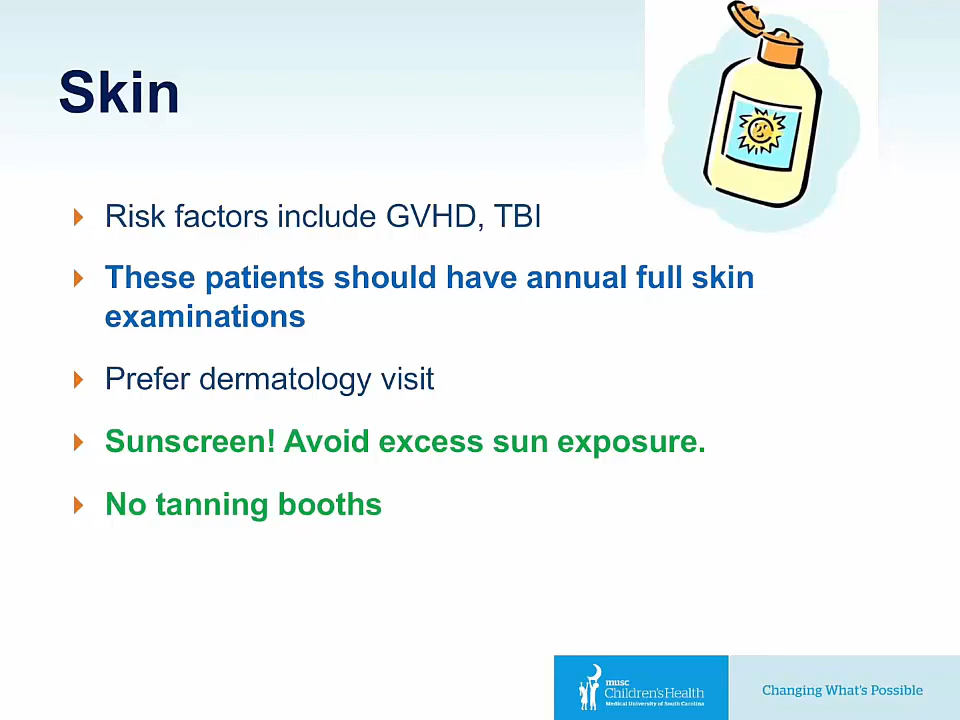 Skin
Risk factors include GVHD, TBI
These patients should have annual full skin
examinations
Prefer dermatology visit
Sunscreen! Avoid excess sun exposure.
No tanning booths
musc
Children's Health
Medical University of South Carolina
Changing What's Possible